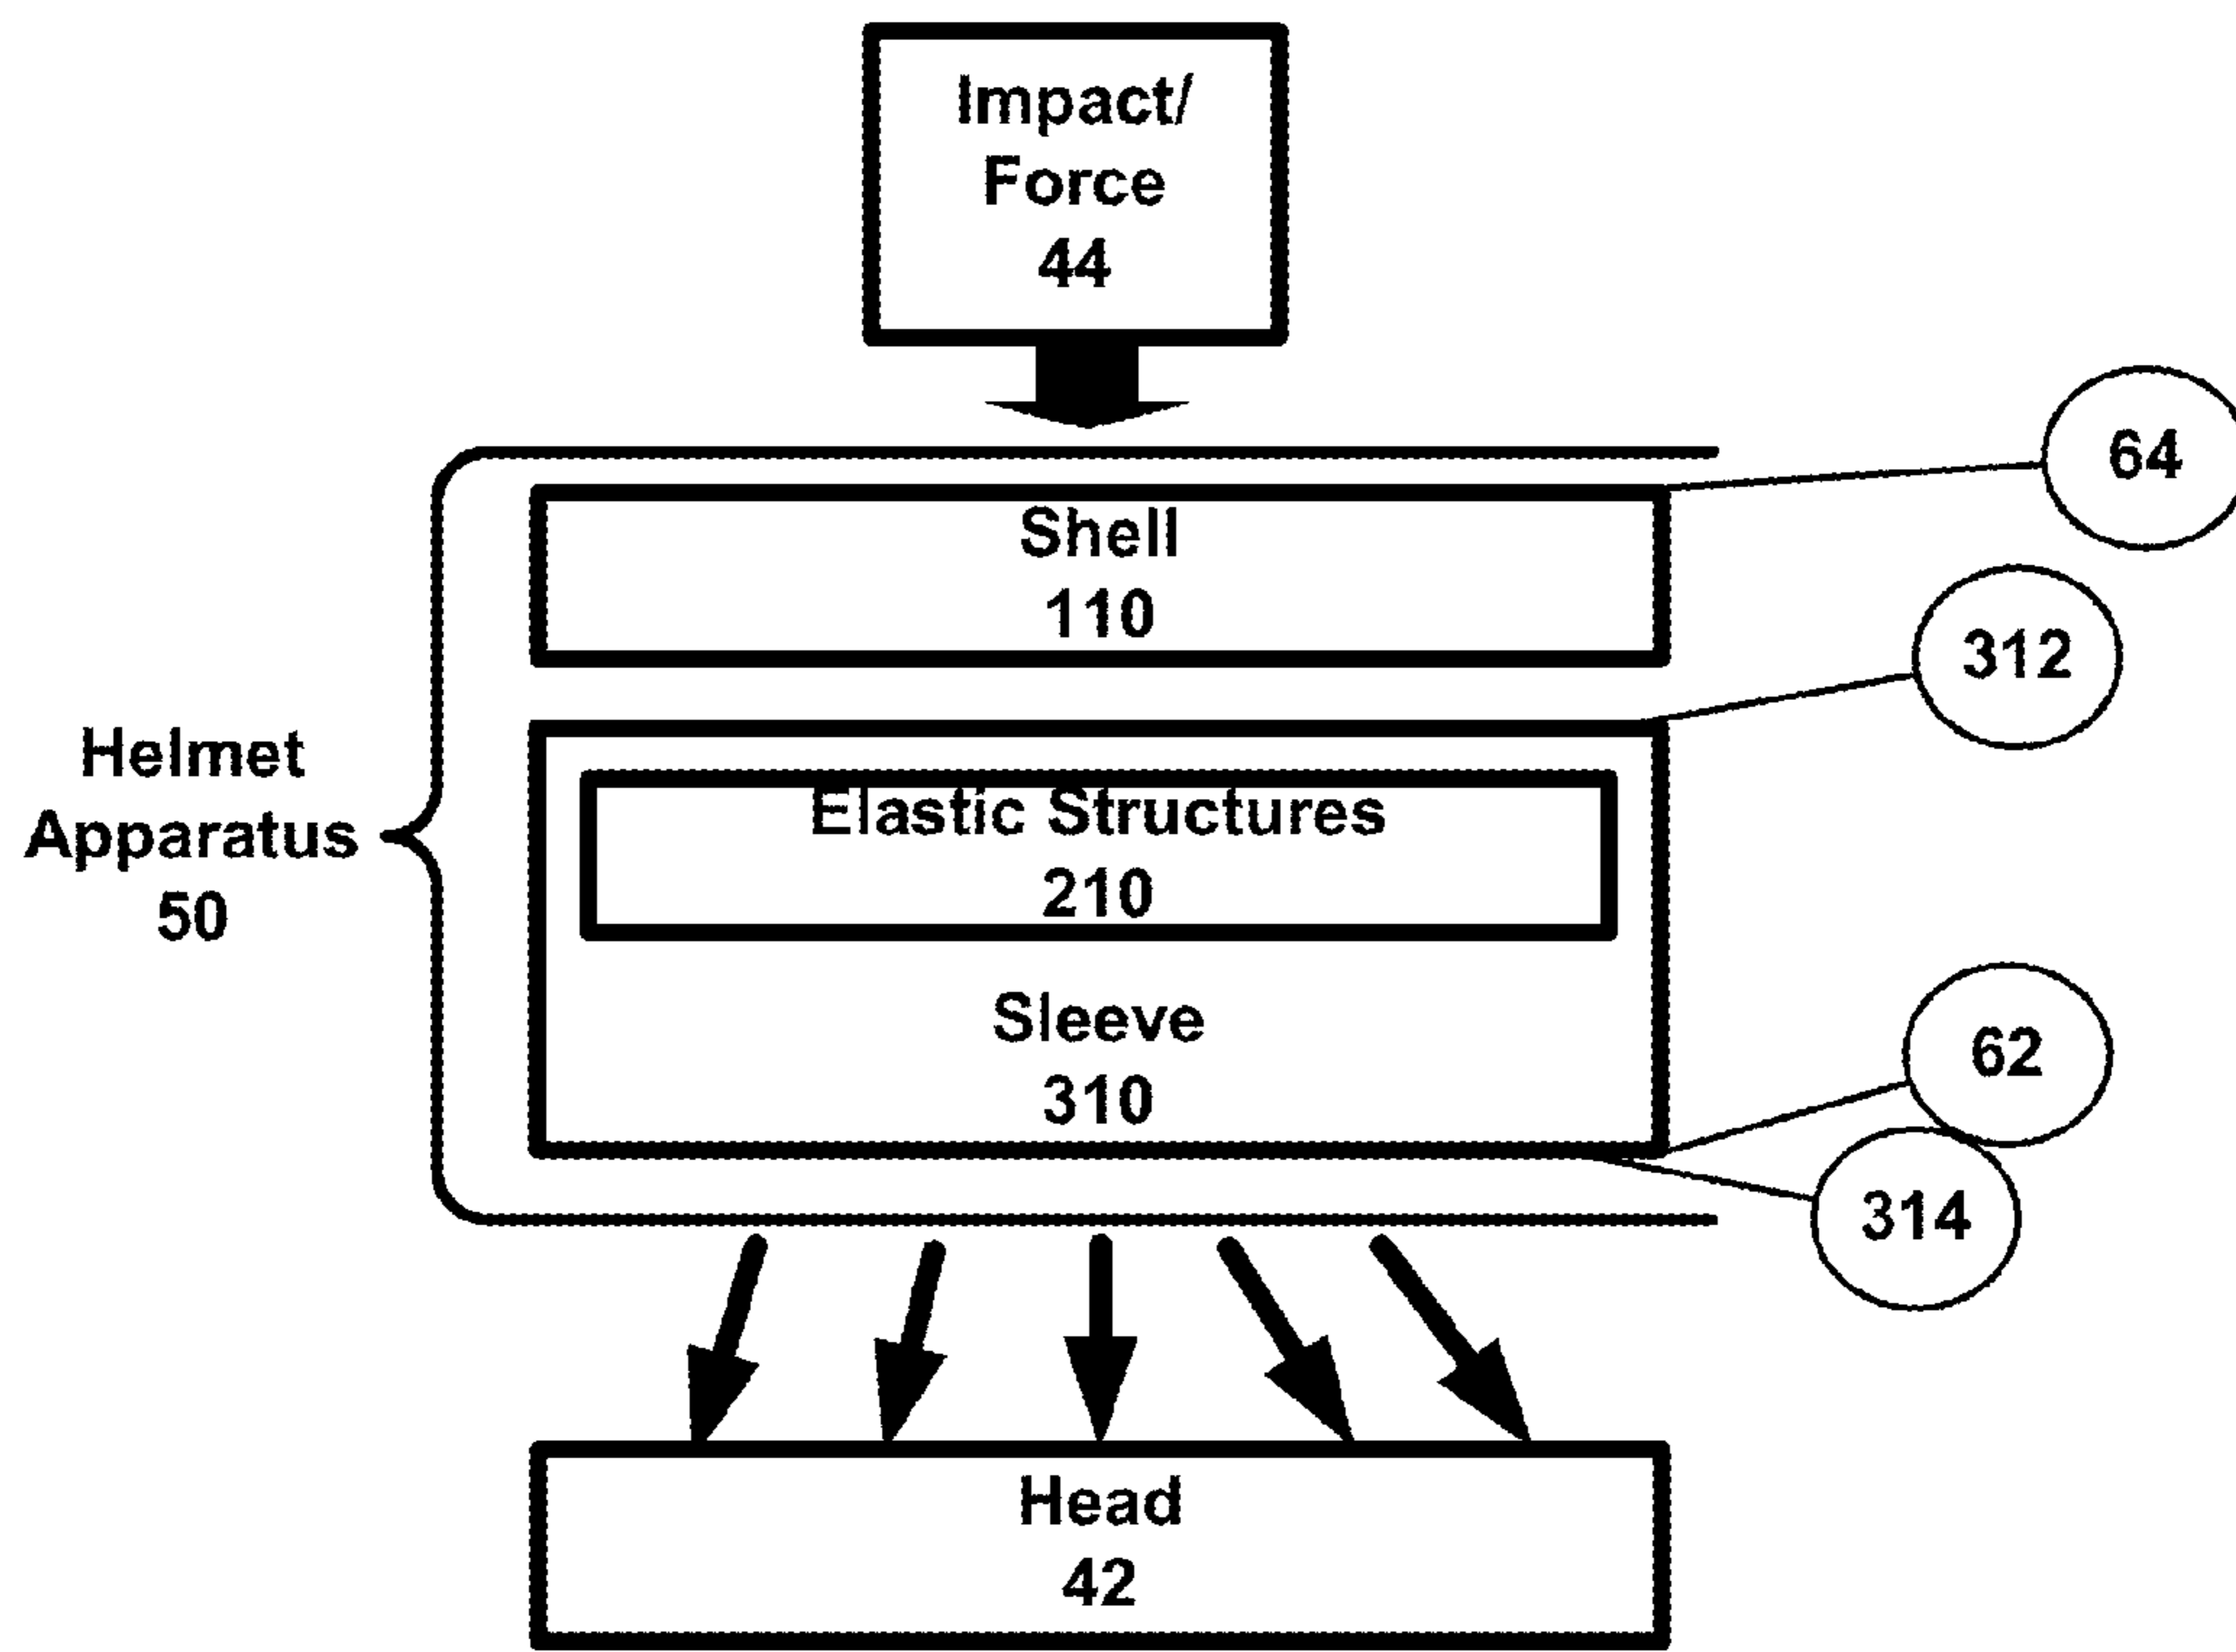 Impact/
Force
44
64
Shell
110
312
Helmet
Apparatus
50
Elastic Structures
210
Sleeve
310
62
314
Head
42